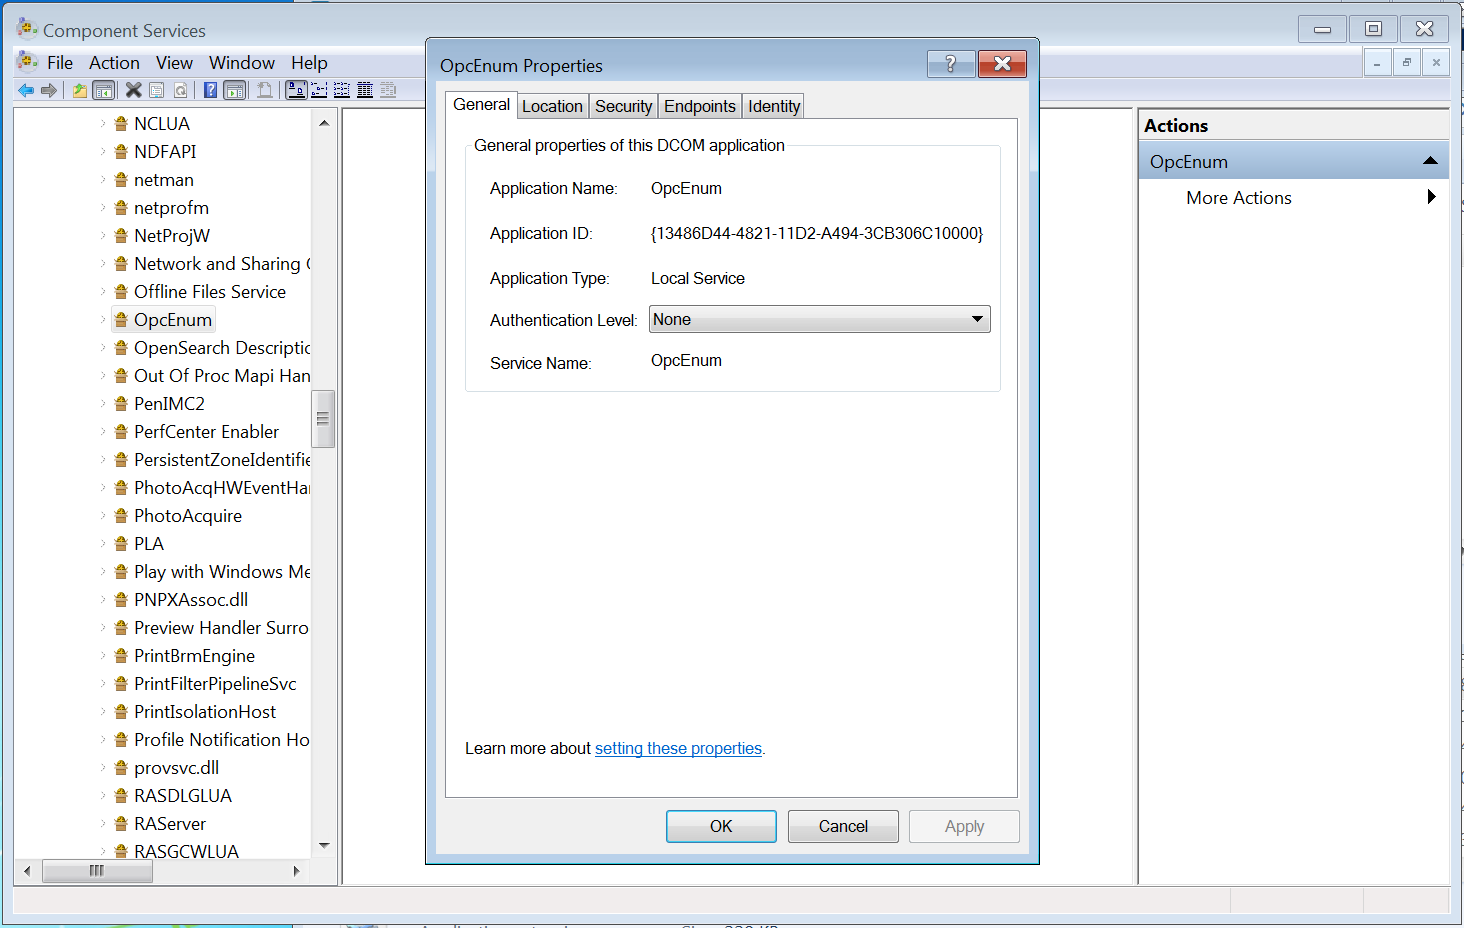 Component Services
File Action View Window Help
NCLUA
NDFAPI
netman
netprofm
NetProjW
Network and Sharing
Offline Files Service
OpcEnum
OpenSearch Descriptio
Out Of Proc Mapi Han
PenIMC2
PerfCenter Enabler
PersistentZoneIdentifie
PhotoAcqHWEventHa
PhotoAcquire
PLA
Play with Windows Me
PNPXAssoc.dll
Preview Handler Surro
PrintBrmEngine
PrintFilterPipelineSvc
PrintIsolationHost
Profile Notification Ho
provsvc.dll
RASDLGLUA
RAServer
RASGCWLUA
OpcEnum Properties
General Location Security Endpoints Identity
General properties of this DCOM application
Application Name: OpcEnum
Application ID: {13486D44-4821-11D2-A494-3CB306C10000}
Application Type: Local Service
Authentication Level: None
Service Name: OpcEnum
Learn more about setting these properties.
OK Cancel Apply
Actions
OpcEnum
More Actions